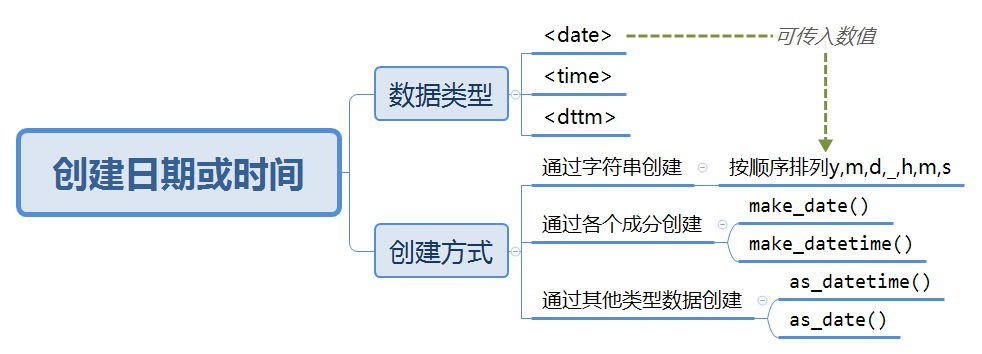 创建日期或时间
数据类型
<date>
可传入数值
<time>
<dttm>
创建方式
通过字符串创建
按顺序排列y,m,d,_,h,m,s
通过各个成分创建
make_date()
make_datetime()
通过其他类型数据创建
as_datetime()
as_date()